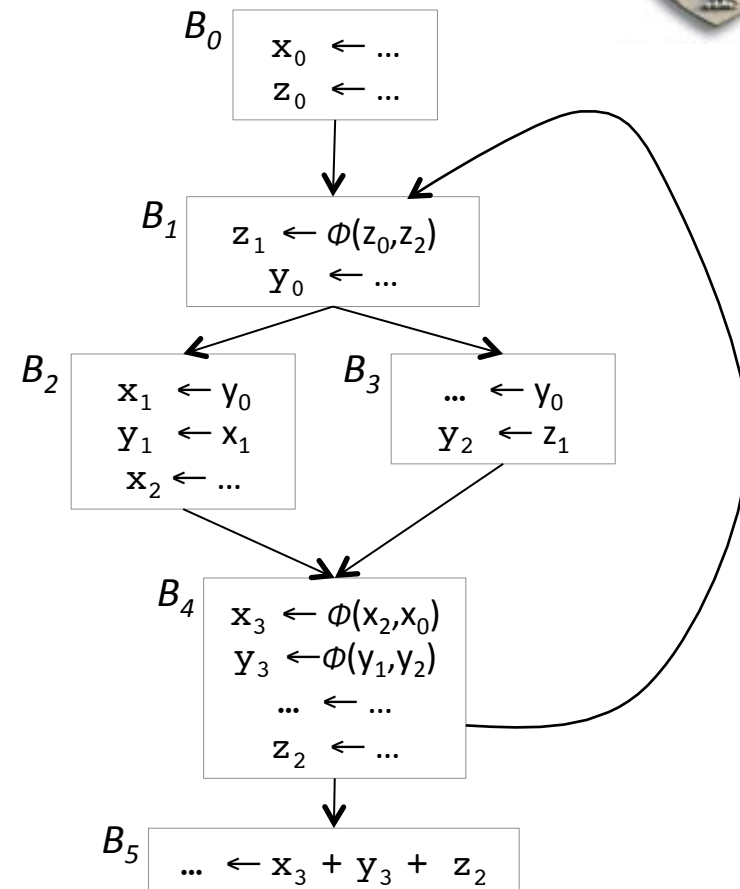 B₀
x₀ ← ...
z₀ ← ...
B₁
z₁ ← Φ(z₀,z₂)
y₀ ← ...
B₂
x₁ ← y₀
y₁ ← x₁
x₂ ← ...
B₃
... ← y₀
y₂ ← z₁
B₄
x₃ ← Φ(x₂,x₀)
y₃ ←Φ(y₁,y₂)
... ← ...
z₂ ← ...
B₅
... ← x₃ + y₃ + z₂